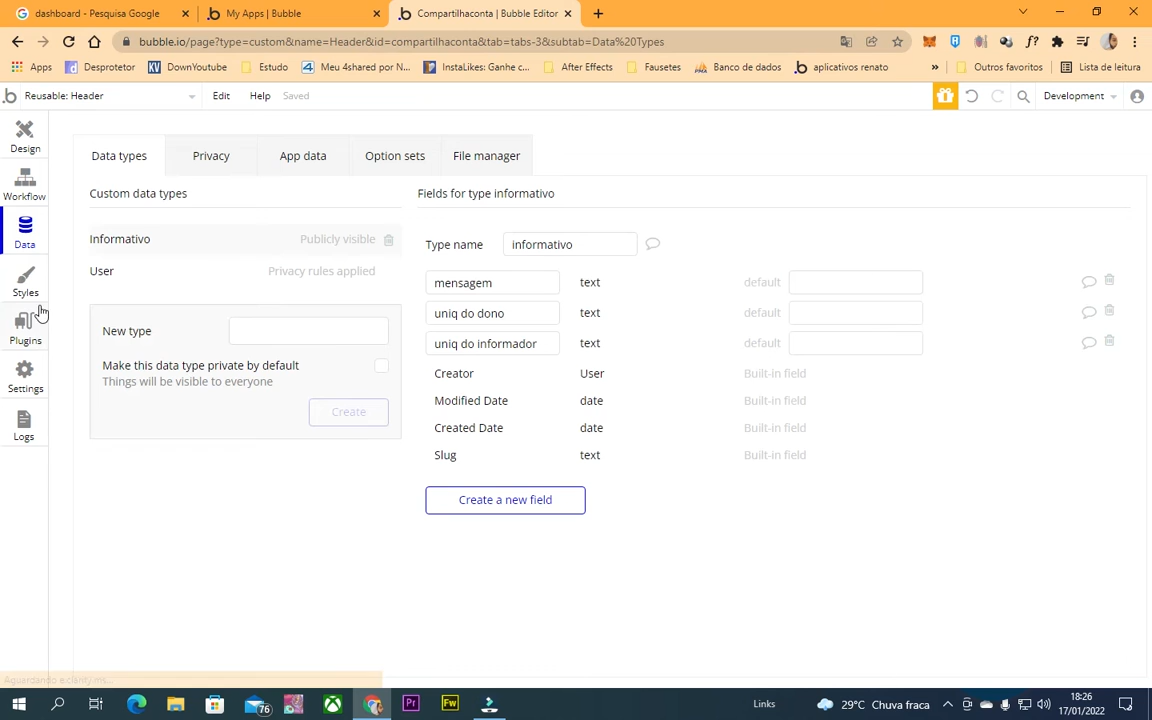 dashboard - Pesquisa Google
My Apps | Bubble
Compartilhaconta | Bubble Editor
bubble.io/page?type=custom&name=Header&id=compartilhaconta&tab=tabs-3&subtab=Data%20Types
Apps
Desprotetor
DownYoutube
Estudo
Meu 4shared por N...
InstaLikes: Ganhe c...
After Effects
Fausetes
Banco de dados
aplicativos renato
»
Outros favoritos
Lista de leitura
Reusable: Header
Edit
Help
Saved
Development
Design
Workflow
Data
Styles
Plugins
Settings
Logs
Data types
Privacy
App data
Option sets
File manager
Custom data types
Informativo
Publicly visible
User
Privacy rules applied
New type
Make this data type private by default
Things will be visible to everyone
Create
Fields for type informativo
Type name
informativo
mensagem
text
default
uniq do dono
text
default
uniq do informador
text
default
Creator
User
Built-in field
Modified Date
date
Built-in field
Created Date
date
Built-in field
Slug
text
Built-in field
Create a new field
Aguardando e.clarity.ms...
76
Links
29°C Chuva fraca
18:26
17/01/2022